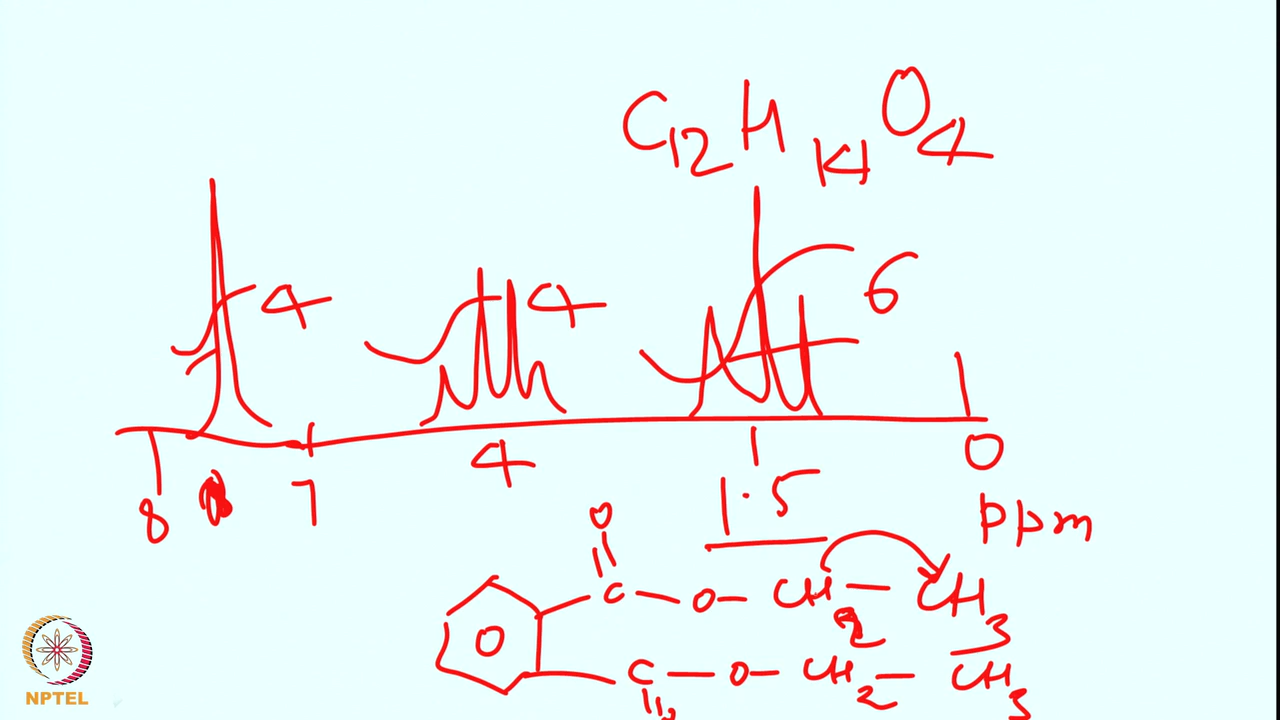 C12H14O4
4 4 6
8 7 4 1.5 0
ppm
O
C-O-CH2-CH3
O
C-O-CH2-CH3
NPTEL